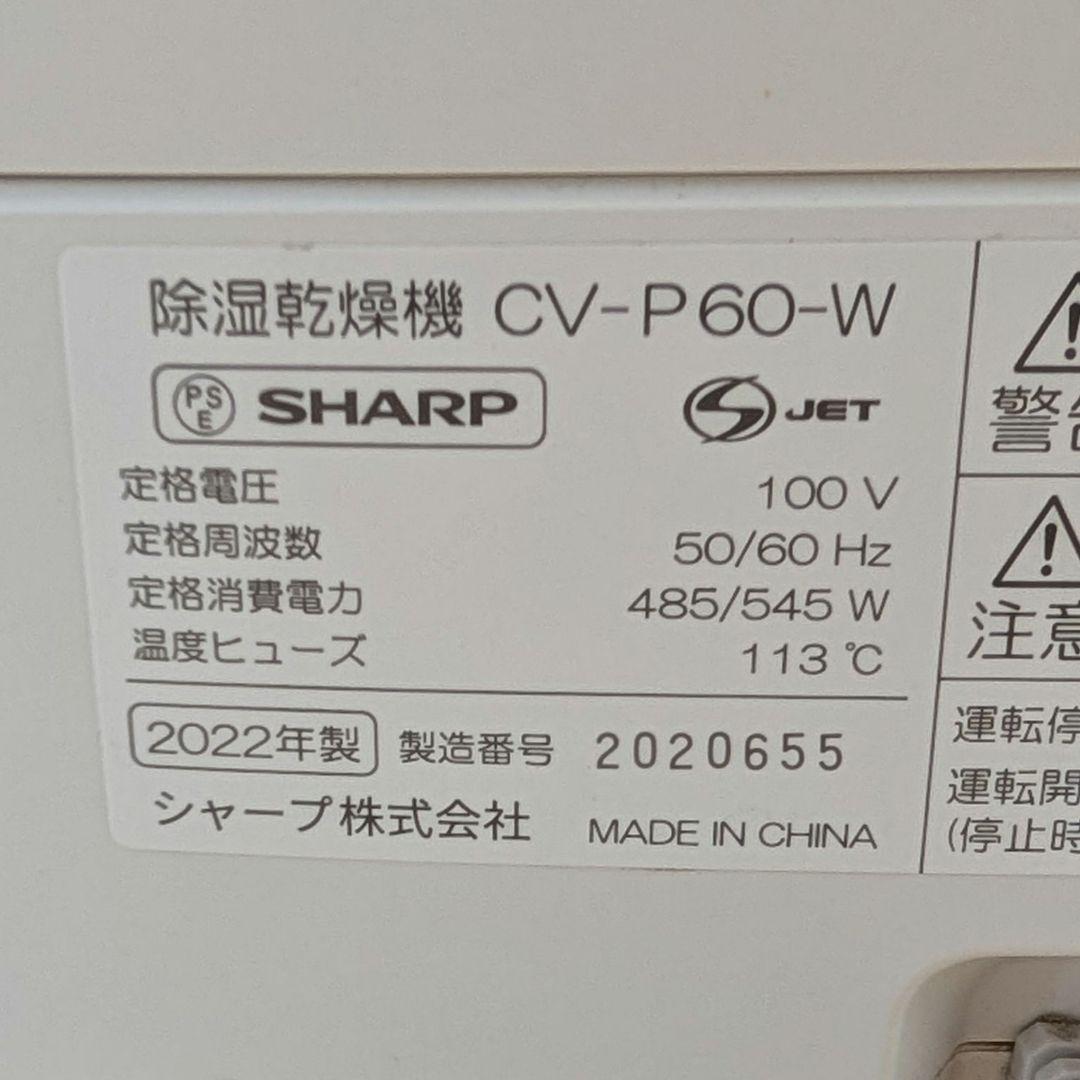 除湿乾燥機 CV-P60-W
PSE SHARP
S JET
定格電圧 100 V
定格周波数 50/60 Hz
定格消費電力 485/545 W
温度ヒューズ 113 ℃
2022年製 製造番号 2020655
シャープ株式会社 MADE IN CHINA
警告
注意
運転停
運転開
(停止時